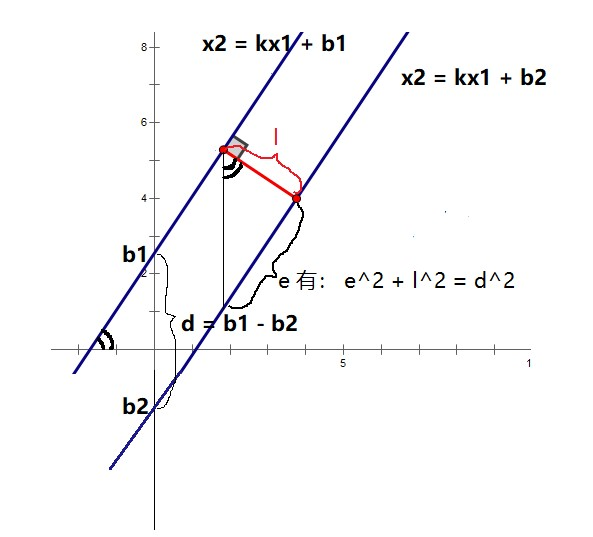 x2 = kx1 + b1
8
x2 = kx1 + b2
6
l
4
b1
2
e 有: e^2 + l^2 = d^2
d = b1 - b2
5
1
b2